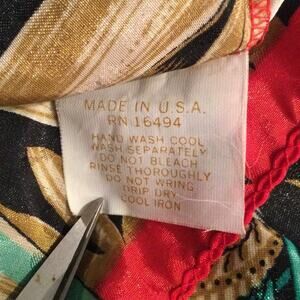 MADE IN U.S.A.
RN 16494
HAND WASH COOL
WASH SEPARATELY
DO NOT BLEACH
RINSE THOROUGHLY
DO NOT WRING
DRIP DRY
COOL IRON